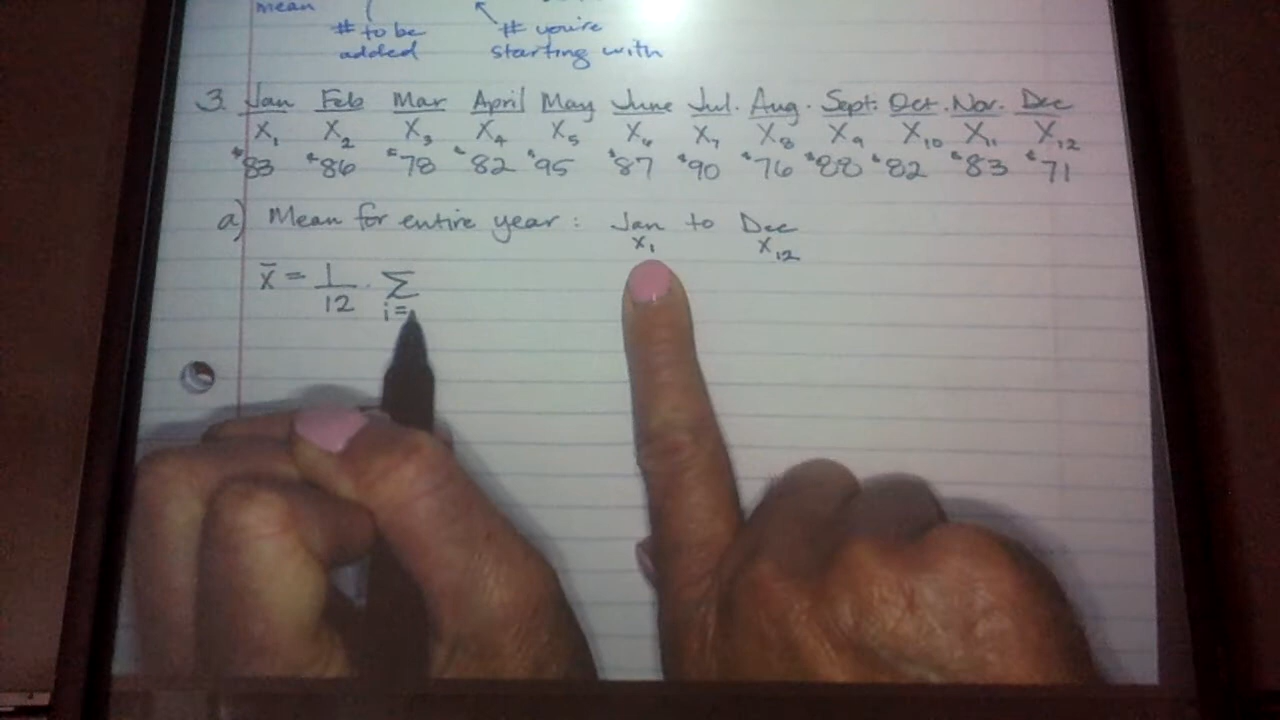 mean
# to be # you're
added starting with
3. Jan Feb Mar April May June Jul. Aug. Sept. Oct. Nov. Dec
X₁ X₂ X₃ X₄ X₅ X₆ X₇ X₈ X₉ X₁₀ X₁₁ X₁₂
$83 $86 $78 $82 $95 $87 $90 $76 $88 $82 $83 $71
a) Mean for entire year: Jan to Dec
X₁ X₁₂
x̄ = 1/12 · Σ
i =